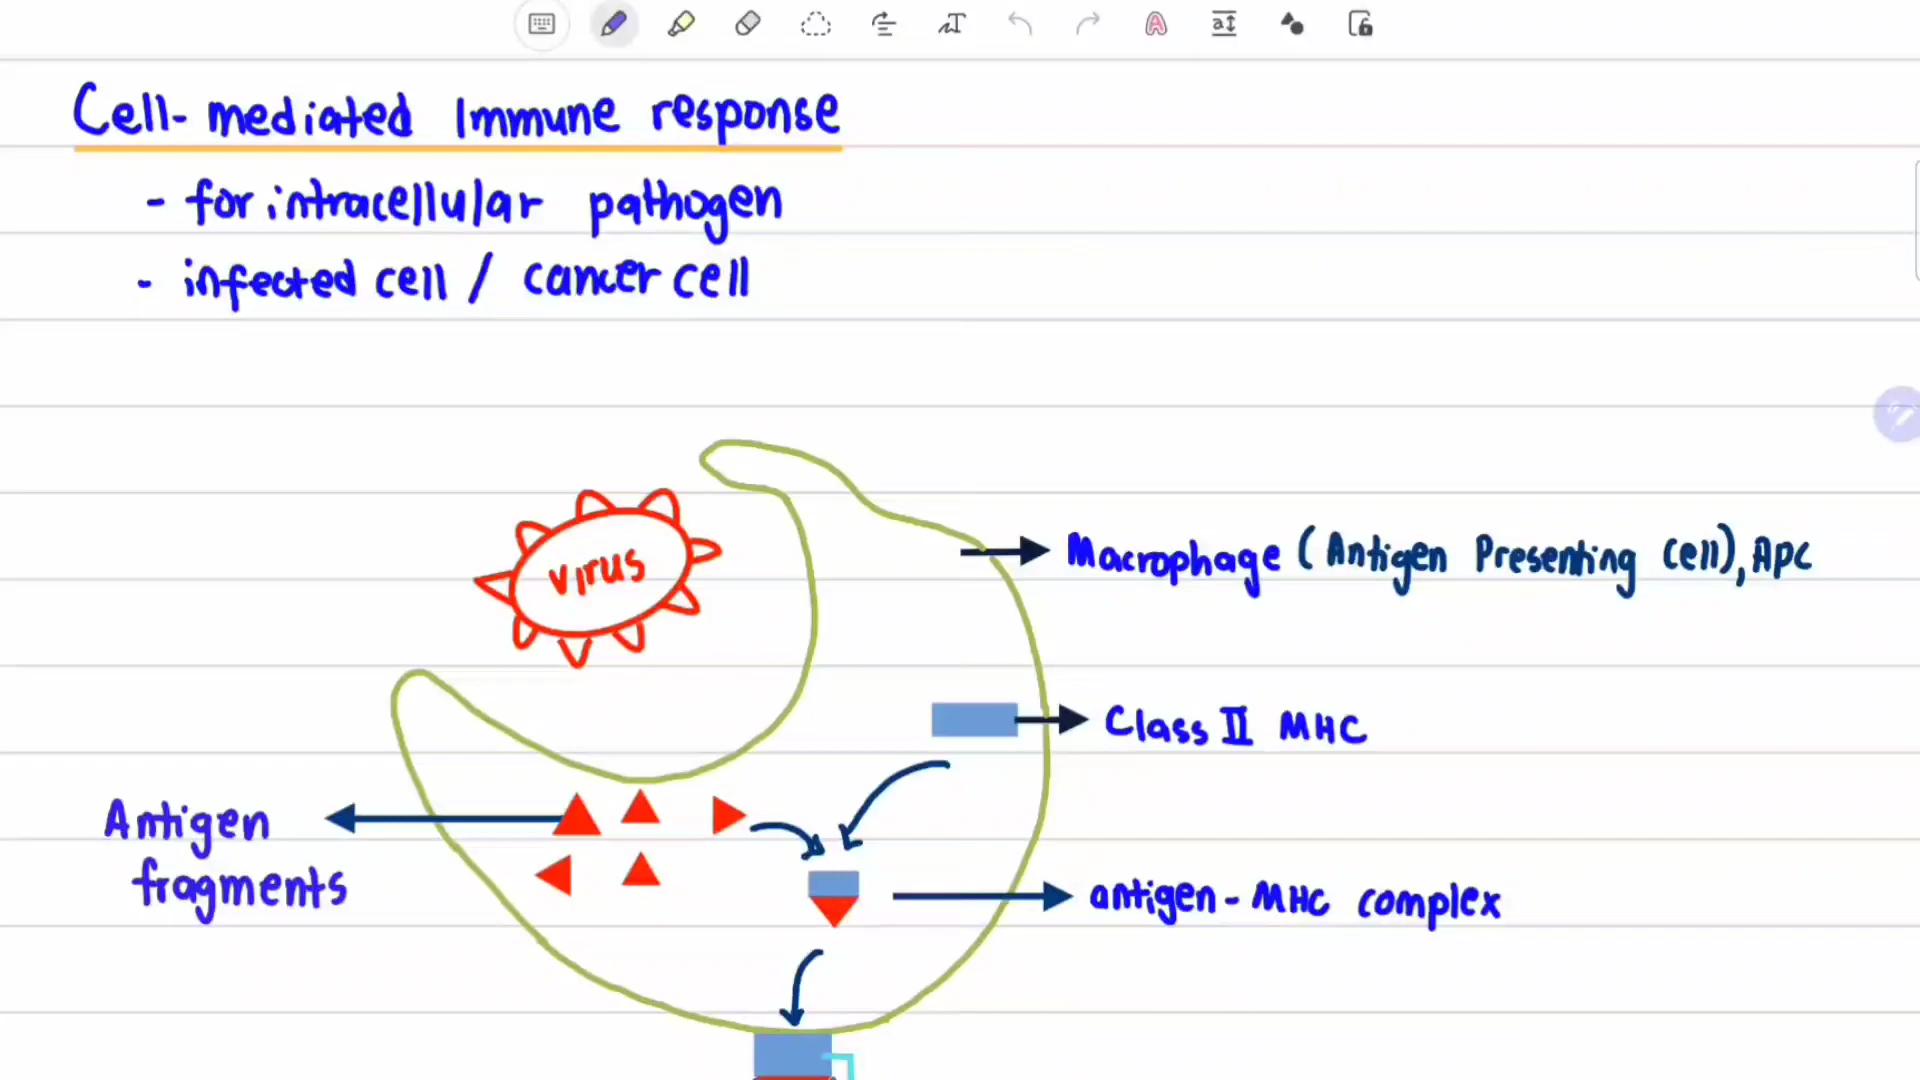 Cell-mediated Immune response
- for intracellular pathogen
- infected cell / cancer cell
virus
Macrophage (Antigen Presenting Cell), APC
Class II MHC
Antigen
fragments
antigen-MHC complex